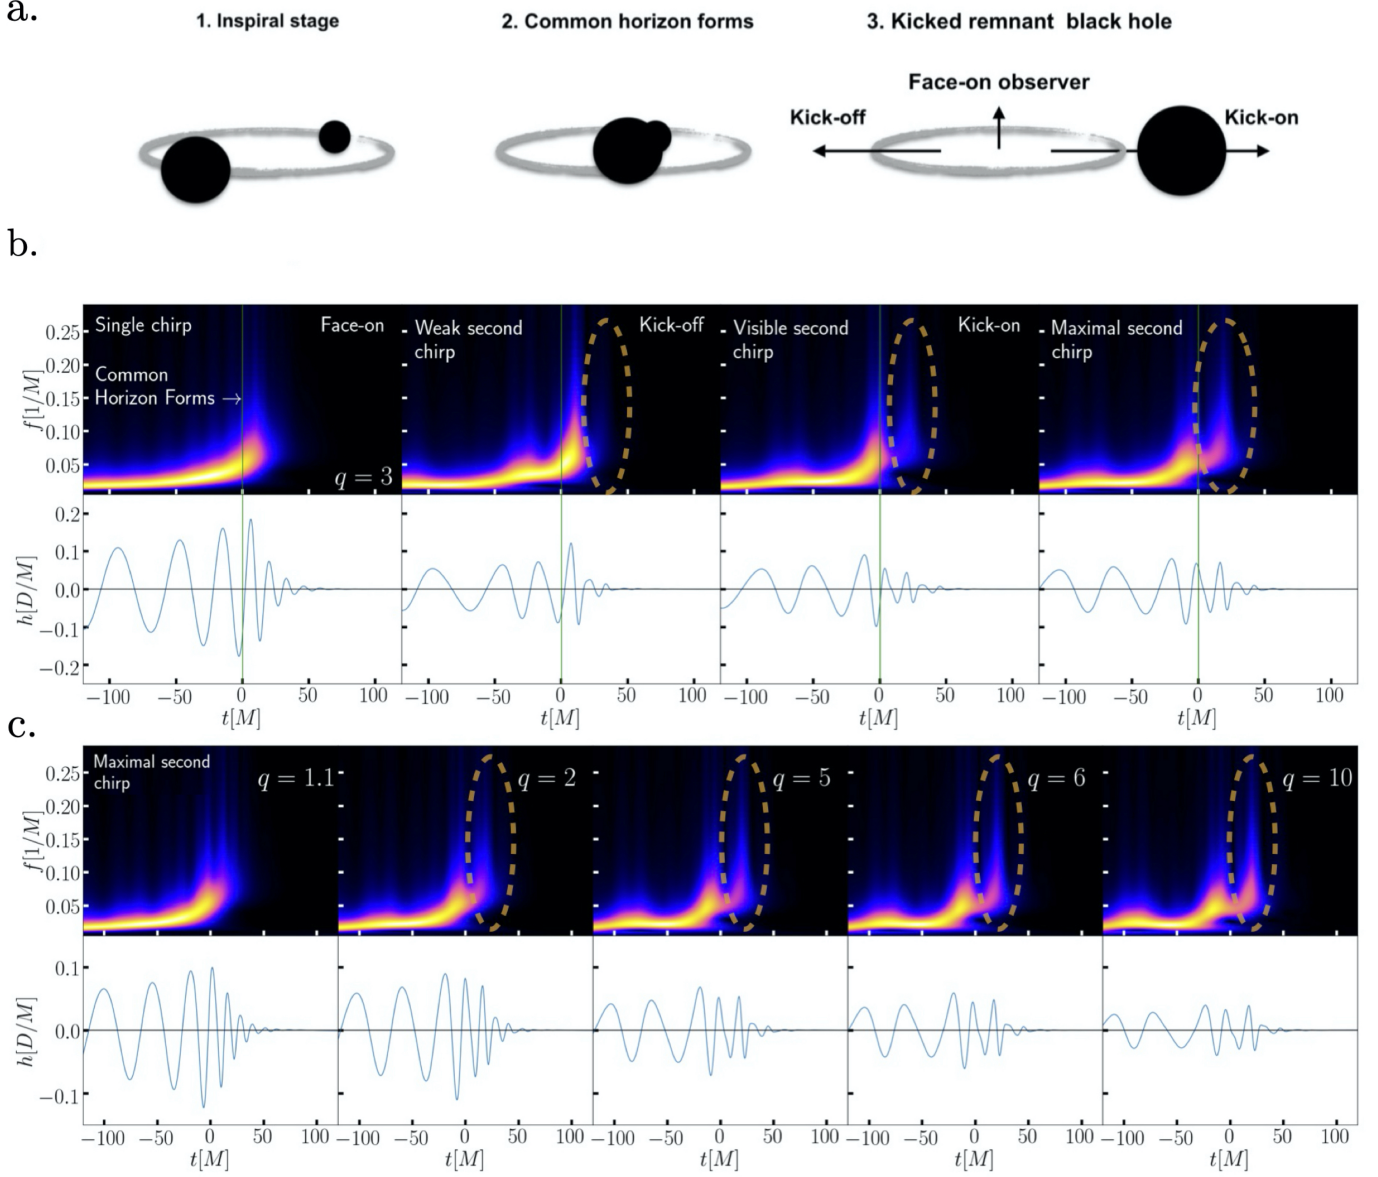 a.
1. Inspiral stage
2. Common horizon forms
3. Kicked remnant black hole
Face-on observer
Kick-off
Kick-on
b.
Single chirp
Face-on
Weak second
chirp
Kick-off
Visible second
chirp
Kick-on
Maximal second
chirp
Common
Horizon Forms →
q = 3
f[1/M]
0.25
0.20
0.15
0.10
0.05
h[D/M]
0.2
0.1
0.0
−0.1
−0.2
−100 −50 0 50 100
−100 −50 0 50 100
−100 −50 0 50 100
−100 −50 0 50 100
t[M]
t[M]
t[M]
t[M]
c.
Maximal second
chirp
q = 1.1
q = 2
q = 5
q = 6
q = 10
f[1/M]
0.25
0.20
0.15
0.10
0.05
h[D/M]
0.1
0.0
−0.1
−100 −50 0 50 100
−100 −50 0 50 100
−100 −50 0 50 100
−100 −50 0 50 100
−100 −50 0 50 100
t[M]
t[M]
t[M]
t[M]
t[M]